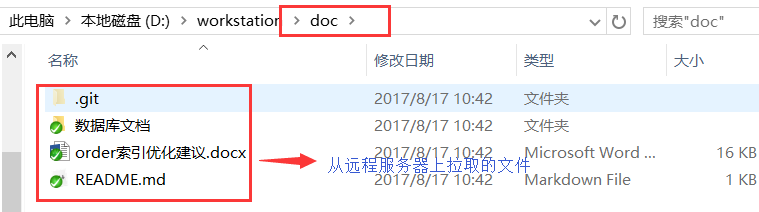 此电脑 > 本地磁盘 (D:) > workstation > doc >
搜索"doc"
名称 修改日期 类型 大小
.git 2017/8/17 10:42 文件夹
数据库文档 2017/8/17 10:42 文件夹
order索引优化建议.docx 2017/8/17 10:42 Microsoft Word ... 16 KB
从远程服务器上拉取的文件
README.md 2017/8/17 10:42 Markdown File 1 KB